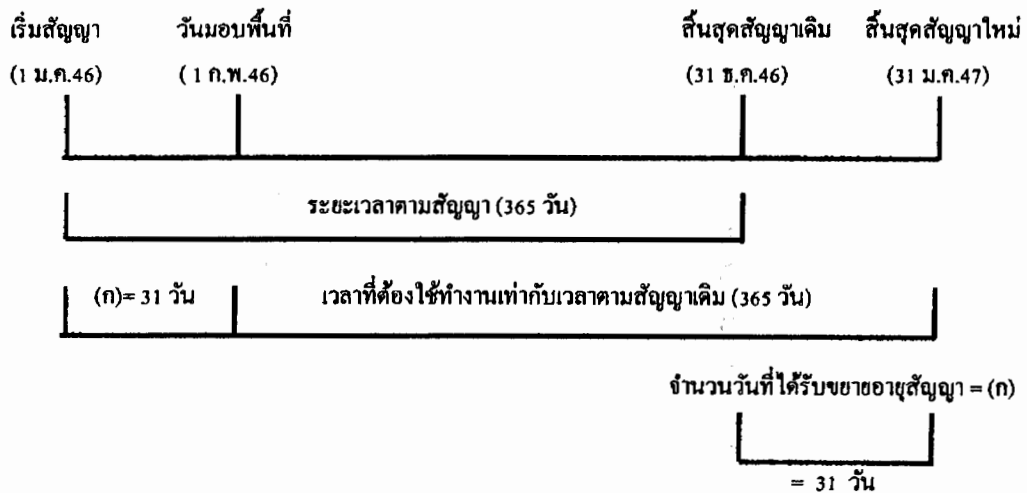 เริ่มสัญญา วันมอบพื้นที่ สิ้นสุดสัญญาเดิม สิ้นสุดสัญญาใหม่
(1 ม.ค.46) ( 1 ก.พ.46) (31 ธ.ค.46) (31 ม.ค.47)
ระยะเวลาตามสัญญา (365 วัน)
(ก)= 31 วัน เวลาที่ต้องใช้ทำงานเท่ากับเวลาตามสัญญาเดิม (365 วัน)
จำนวนวันที่ได้รับขยายอายุสัญญา = (ก)
= 31 วัน